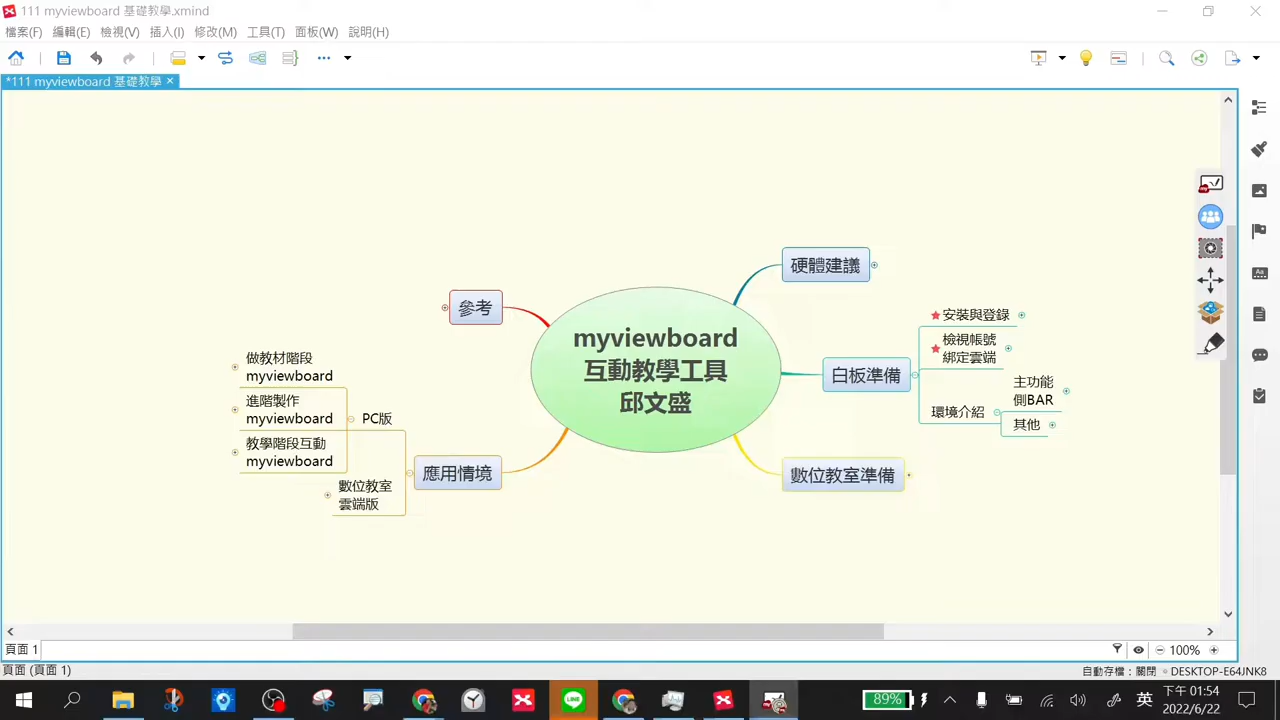 111 myviewboard 基礎教學.xmind
檔案(F) 編輯(E) 檢視(V) 插入(I) 修改(M) 工具(T) 面板(W) 說明(H)
*111 myviewboard 基礎教學 ×
硬體建議
參考
安裝與登錄
檢視帳號
綁定雲端
myviewboard
互動教學工具
邱文盛
白板準備
主功能
側BAR
環境介紹
其他
數位教室準備
做教材階段
myviewboard
進階製作
myviewboard
PC版
教學階段互動
myviewboard
應用情境
數位教室
雲端版
頁面 1
100%
頁面 (頁面 1)
自動存檔：關閉
DESKTOP-E64JNK8
89%
英
下午 01:54
2022/6/22
LINE